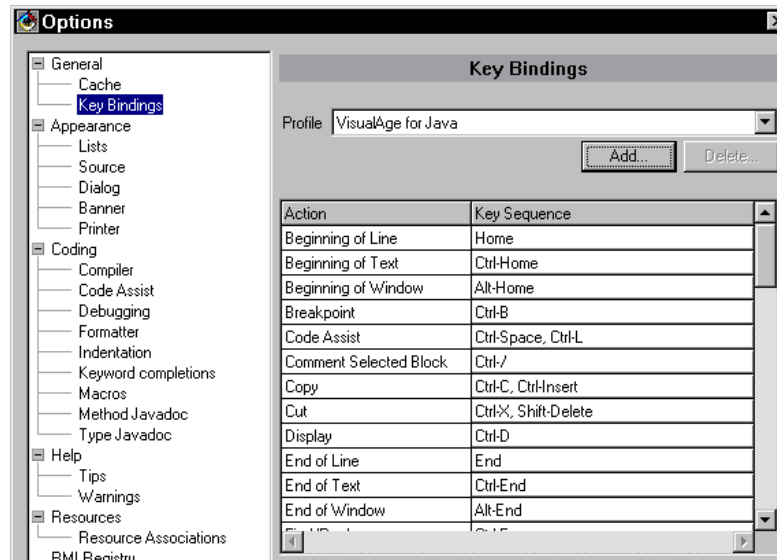 Options
General
Cache
Key Bindings
Appearance
Lists
Source
Dialog
Banner
Printer
Coding
Compiler
Code Assist
Debugging
Formatter
Indentation
Keyword completions
Macros
Method Javadoc
Type Javadoc
Help
Tips
Warnings
Resources
Resource Associations
RMI Registry
Key Bindings
Profile VisualAge for Java
Add... Delete...
Action Key Sequence
Beginning of Line Home
Beginning of Text Ctrl-Home
Beginning of Window Alt-Home
Breakpoint Ctrl-B
Code Assist Ctrl-Space, Ctrl-L
Comment Selected Block Ctrl-/
Copy Ctrl-C, Ctrl-Insert
Cut Ctrl-X, Shift-Delete
Display Ctrl-D
End of Line End
End of Text Ctrl-End
End of Window Alt-End